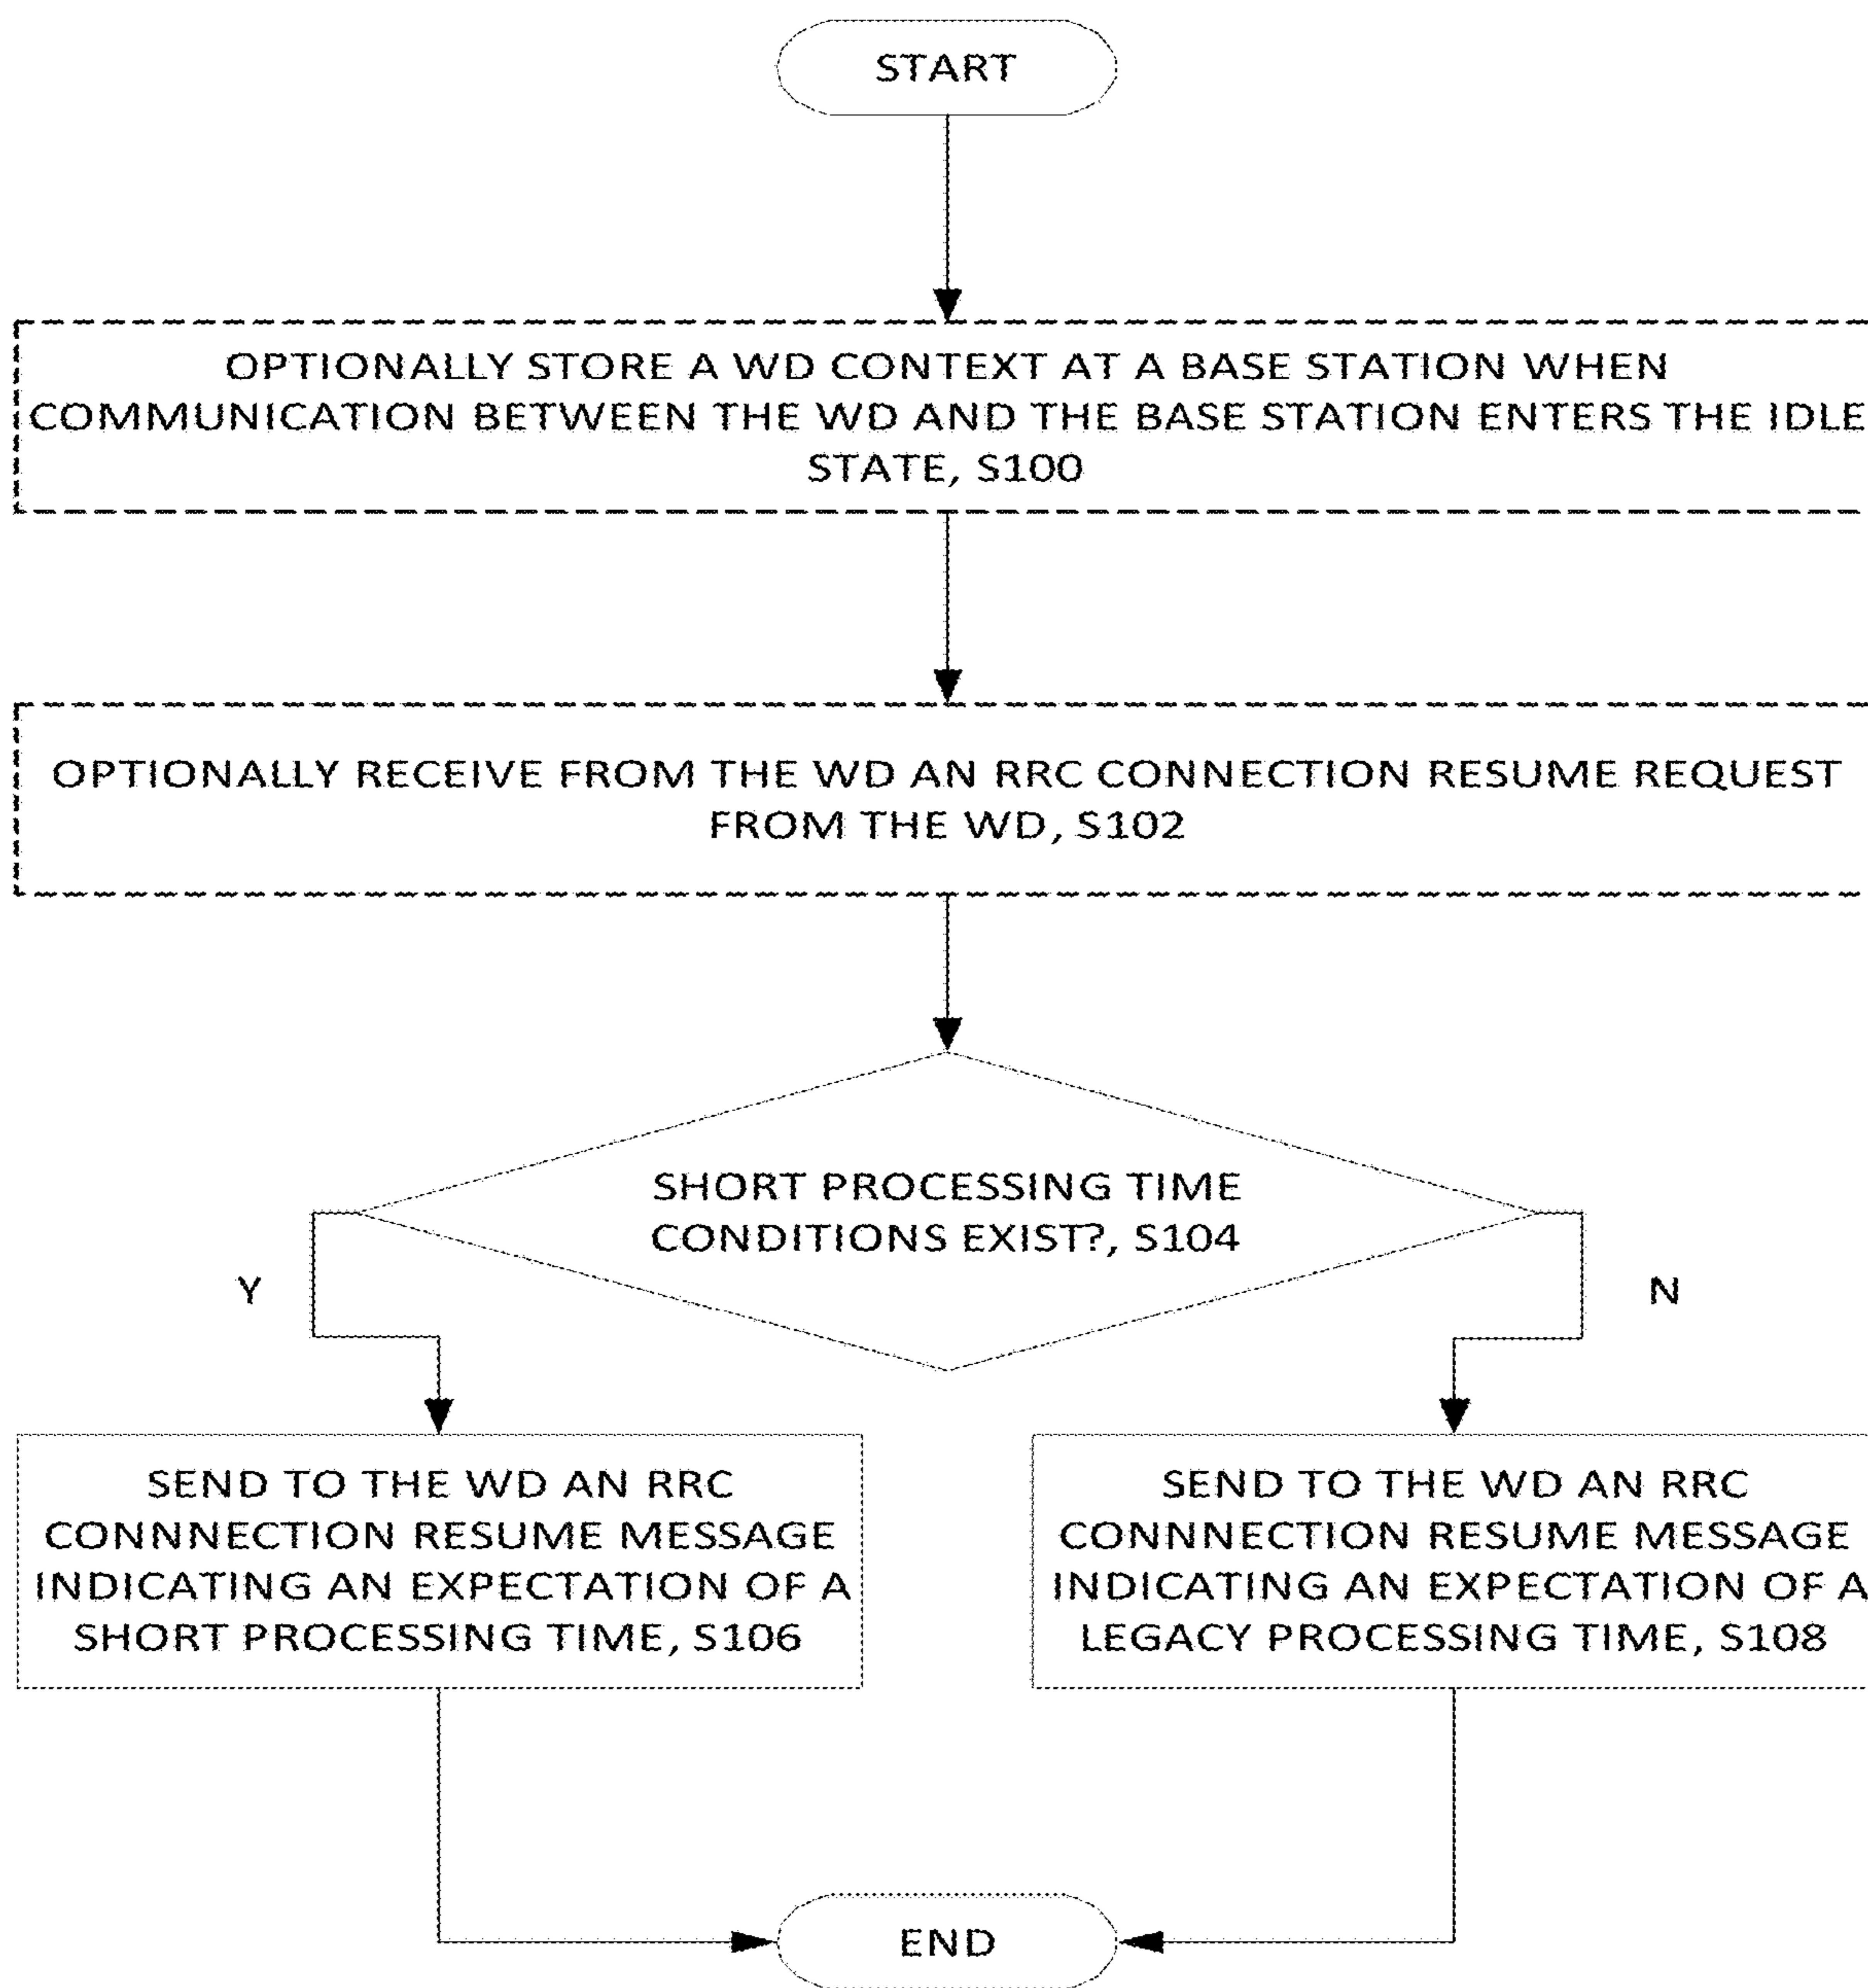 START
OPTIONALLY STORE A WD CONTEXT AT A BASE STATION WHEN
COMMUNICATION BETWEEN THE WD AND THE BASE STATION ENTERS THE IDLE
STATE, S100
OPTIONALLY RECEIVE FROM THE WD AN RRC CONNECTION RESUME REQUEST
FROM THE WD, S102
SHORT PROCESSING TIME
CONDITIONS EXIST?, S104
Y
N
SEND TO THE WD AN RRC
CONNNECTION RESUME MESSAGE
INDICATING AN EXPECTATION OF A
SHORT PROCESSING TIME, S106
SEND TO THE WD AN RRC
CONNNECTION RESUME MESSAGE
INDICATING AN EXPECTATION OF A
LEGACY PROCESSING TIME, S108
END